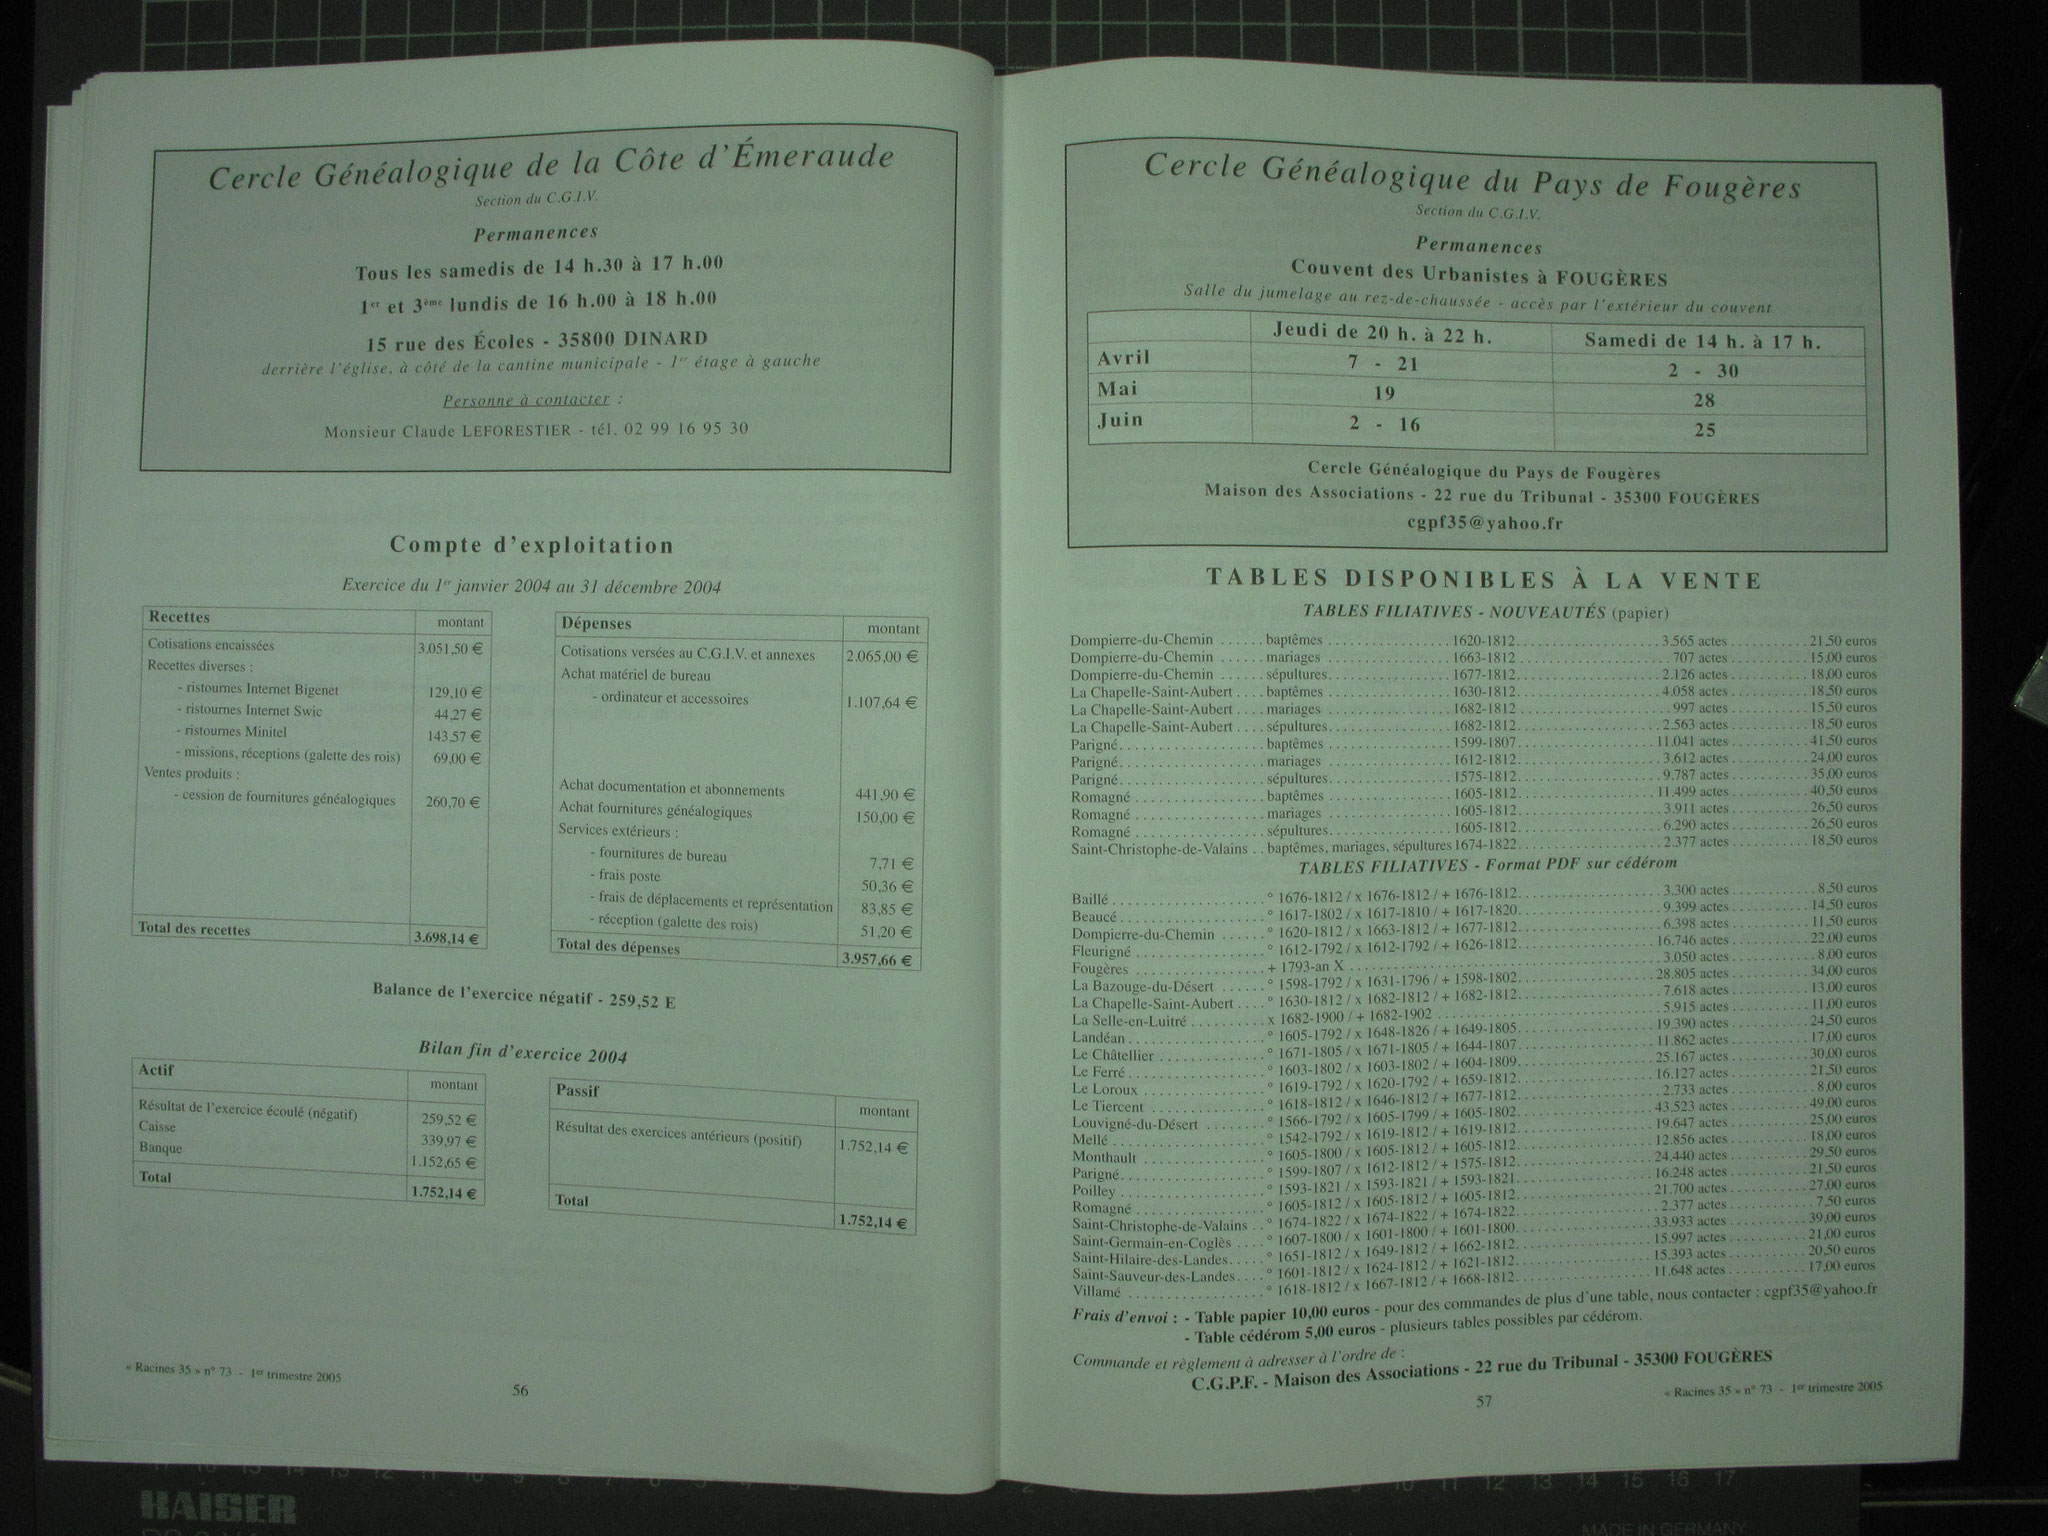 Cercle Généalogique de la Côte d'Émeraude
Section du C.G.I.V.
Permanences
Tous les samedis de 14 h.30 à 17 h.00
1er et 3ème lundis de 16 h.00 à 18 h.00
15 rue des Écoles - 35800 DINARD
derrière l'église, à côté de la cantine municipale - 1er étage à gauche
Personne à contacter :
Monsieur Claude LEFORESTIER - tél. 02 99 16 95 30
Compte d'exploitation
Exercice du 1er janvier 2004 au 31 décembre 2004
Recettes montant
Cotisations encaissées 3.051,50 €
Recettes diverses :
- ristournes Internet Bigenet 129,10 €
- ristournes Internet Swic 44,27 €
- ristournes Minitel 143,57 €
- missions, réceptions (galette des rois) 69,00 €
Ventes produits :
- cession de fournitures généalogiques 260,70 €
Total des recettes 3.698,14 €
Dépenses montant
Cotisations versées au C.G.I.V. et annexes 2.065,00 €
Achat matériel de bureau
- ordinateur et accessoires 1.107,64 €
Achat documentation et abonnements 441,90 €
Achat fournitures généalogiques 150,00 €
Services extérieurs :
- fournitures de bureau 7,71 €
- frais poste 50,36 €
- frais de déplacements et représentation 83,85 €
- réception (galette des rois) 51,20 €
Total des dépenses 3.957,66 €
Balance de l'exercice négatif - 259,52 E
Bilan fin d'exercice 2004
Actif montant
Résultat de l'exercice écoulé (négatif) 259,52 €
Caisse 339,97 €
Banque 1.152,65 €
Total 1.752,14 €
Passif montant
Résultat des exercices antérieurs (positif) 1.752,14 €
Total 1.752,14 €
« Racines 35 » n° 73 - 1er trimestre 2005
56
Cercle Généalogique du Pays de Fougères
Section du C.G.I.V.
Permanences
Couvent des Urbanistes à FOUGÈRES
Salle du jumelage au rez-de-chaussée - accès par l'extérieur du couvent
Jeudi de 20 h. à 22 h. Samedi de 14 h. à 17 h.
Avril 7 - 21 2 - 30
Mai 19 28
Juin 2 - 16 25
Cercle Généalogique du Pays de Fougères
Maison des Associations - 22 rue du Tribunal - 35300 FOUGÈRES
cgpf35@yahoo.fr
TABLES DISPONIBLES À LA VENTE
TABLES FILIATIVES - NOUVEAUTÉS (papier)
Dompierre-du-Chemin ...... baptêmes .......... 1620-1812.......... 3.565 actes .......... 21,50 euros
Dompierre-du-Chemin ...... mariages .......... 1663-1812 .......... 707 actes .......... 15,00 euros
Dompierre-du-Chemin ...... sépultures.......... 1677-1812.......... 2.126 actes .......... 18,00 euros
La Chapelle-Saint-Aubert .... baptêmes .......... 1630-1812.......... 4.058 actes .......... 18,50 euros
La Chapelle-Saint-Aubert .... mariages .......... 1682-1812 .......... 997 actes .......... 15,50 euros
La Chapelle-Saint-Aubert .... sépultures.......... 1682-1812.......... 2.563 actes .......... 18,50 euros
Parigné.......... baptêmes .......... 1599-1807.......... 11.041 actes .......... 41,50 euros
Parigné.......... mariages .......... 1612-1812.......... 3.612 actes .......... 24,00 euros
Parigné.......... sépultures.......... 1575-1812.......... 9.787 actes .......... 35,00 euros
Romagné .......... baptêmes .......... 1605-1812.......... 11.499 actes .......... 40,50 euros
Romagné .......... mariages .......... 1605-1812.......... 3.911 actes .......... 26,50 euros
Romagné .......... sépultures.......... 1605-1812.......... 6.290 actes .......... 26,50 euros
Saint-Christophe-de-Valains .. baptêmes, mariages, sépultures 1674-1822.......... 2.377 actes .......... 18,50 euros
TABLES FILIATIVES - Format PDF sur cédérom
Baillé .......... ° 1676-1812 / x 1676-1812 / + 1676-1812.......... 3.300 actes .......... 8,50 euros
Beaucé .......... ° 1617-1802 / x 1617-1810 / + 1617-1820.......... 9.399 actes .......... 14,50 euros
Dompierre-du-Chemin ...... ° 1620-1812 / x 1663-1812 / + 1677-1812.......... 6.398 actes .......... 11,50 euros
Fleurigné .......... ° 1612-1792 / x 1612-1792 / + 1626-1812.......... 16.746 actes .......... 22,00 euros
Fougères .......... + 1793-an X .......... 3.050 actes .......... 8,00 euros
La Bazouge-du-Désert ...... ° 1598-1792 / x 1631-1796 / + 1598-1802.......... 28.805 actes .......... 34,00 euros
La Chapelle-Saint-Aubert .... ° 1630-1812 / x 1682-1812 / + 1682-1812.......... 7.618 actes .......... 13,00 euros
La Selle-en-Luitré .......... x 1682-1900 / + 1682-1902 .......... 5.915 actes .......... 11,00 euros
Landéan .......... ° 1605-1792 / x 1648-1826 / + 1649-1805.......... 19.390 actes .......... 24,50 euros
Le Châtellier .......... ° 1671-1805 / x 1671-1805 / + 1644-1807.......... 11.862 actes .......... 17,00 euros
Le Ferré .......... ° 1603-1802 / x 1603-1802 / + 1604-1809.......... 25.167 actes .......... 30,00 euros
Le Loroux .......... ° 1619-1792 / x 1620-1792 / + 1659-1812.......... 16.127 actes .......... 21,50 euros
Le Tiercent .......... ° 1618-1812 / x 1646-1812 / + 1677-1812.......... 2.733 actes .......... 8,00 euros
Louvigné-du-Désert ........ ° 1566-1792 / x 1605-1799 / + 1605-1802.......... 43.523 actes .......... 49,00 euros
Mellé .......... ° 1542-1792 / x 1619-1812 / + 1619-1812.......... 19.647 actes .......... 25,00 euros
Monthault .......... ° 1605-1800 / x 1605-1812 / + 1605-1812.......... 12.856 actes .......... 18,00 euros
Parigné.......... ° 1599-1807 / x 1612-1812 / + 1575-1812.......... 24.440 actes .......... 29,50 euros
Poilley .......... ° 1593-1821 / x 1593-1821 / + 1593-1821.......... 16.248 actes .......... 21,50 euros
Romagné .......... ° 1605-1812 / x 1605-1812 / + 1605-1812.......... 21.700 actes .......... 27,00 euros
Saint-Christophe-de-Valains .. ° 1674-1822 / x 1674-1822 / + 1674-1822.......... 2.377 actes .......... 7,50 euros
Saint-Germain-en-Coglès .... ° 1607-1800 / x 1601-1800 / + 1601-1800.......... 33.933 actes .......... 39,00 euros
Saint-Hilaire-des-Landes..... ° 1651-1812 / x 1649-1812 / + 1662-1812.......... 15.997 actes .......... 21,00 euros
Saint-Sauveur-des-Landes.... ° 1601-1812 / x 1624-1812 / + 1621-1812.......... 15.393 actes .......... 20,50 euros
Villamé .......... ° 1618-1812 / x 1667-1812 / + 1668-1812.......... 11.648 actes .......... 17,00 euros
Frais d'envoi : - Table papier 10,00 euros - pour des commandes de plus d'une table, nous contacter : cgpf35@yahoo.fr
- Table cédérom 5,00 euros - plusieurs tables possibles par cédérom.
Commande et règlement à adresser à l'ordre de :
C.G.P.F. - Maison des Associations - 22 rue du Tribunal - 35300 FOUGÈRES
« Racines 35 » n° 73 - 1er trimestre 2005
57
KAISER
MADE IN GERMANY